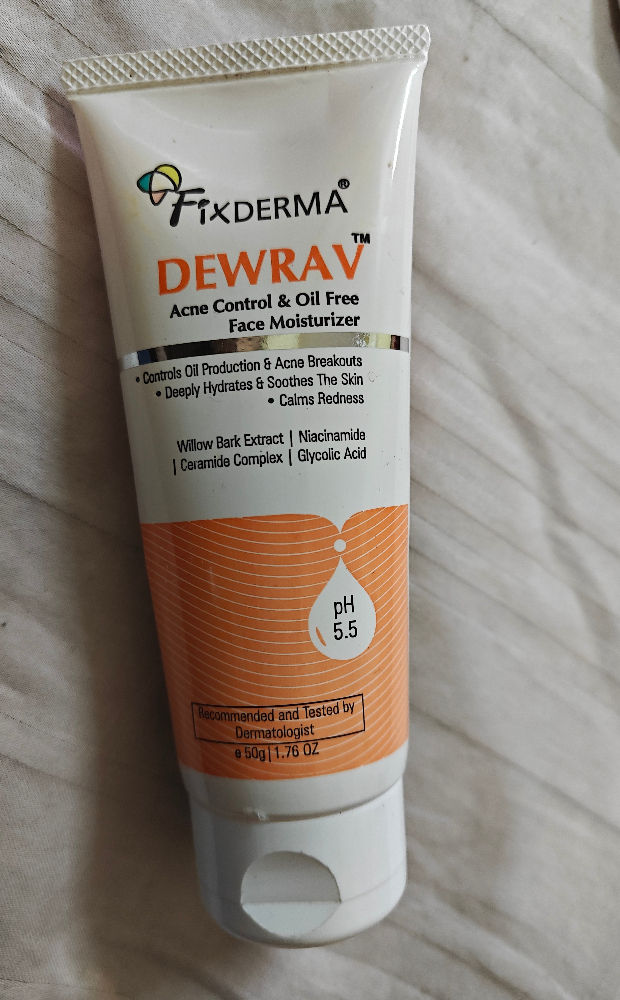 FIXDERMA®
DEWRAV™
Acne Control & Oil Free
Face Moisturizer
• Controls Oil Production & Acne Breakouts
• Deeply Hydrates & Soothes The Skin
• Calms Redness
Willow Bark Extract | Niacinamide
| Ceramide Complex | Glycolic Acid
pH
5.5
Recommended and Tested by
Dermatologist
e 50g | 1.76 OZ